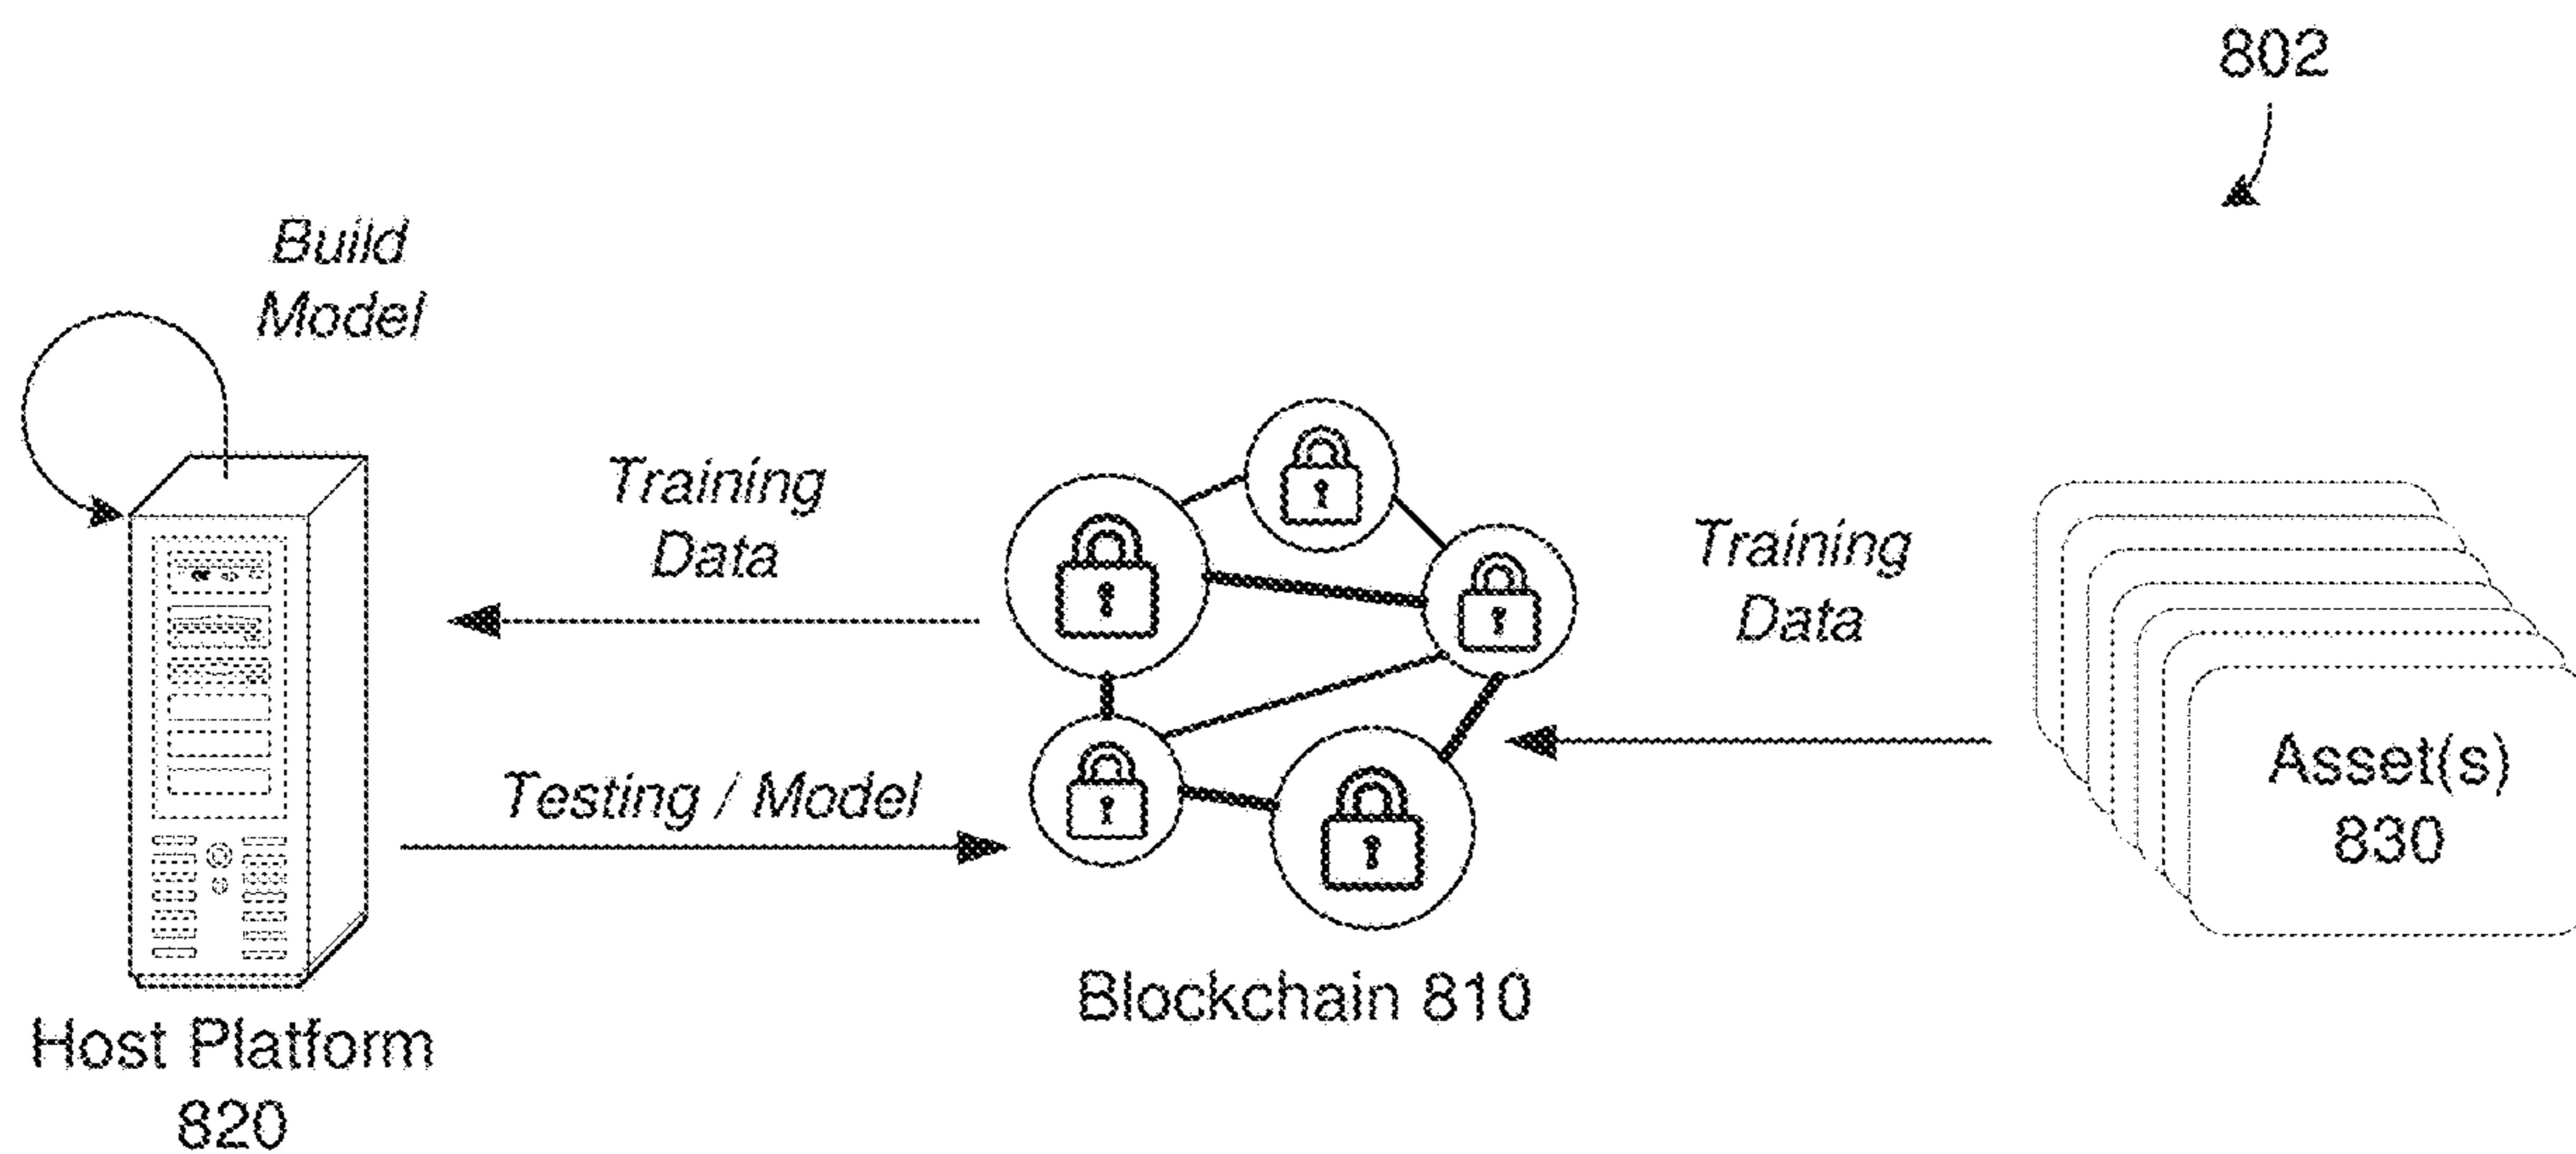 802
Build
Model
Training
Data
Training
Data
Testing / Model
Asset(s)
830
Blockchain 810
Host Platform
820